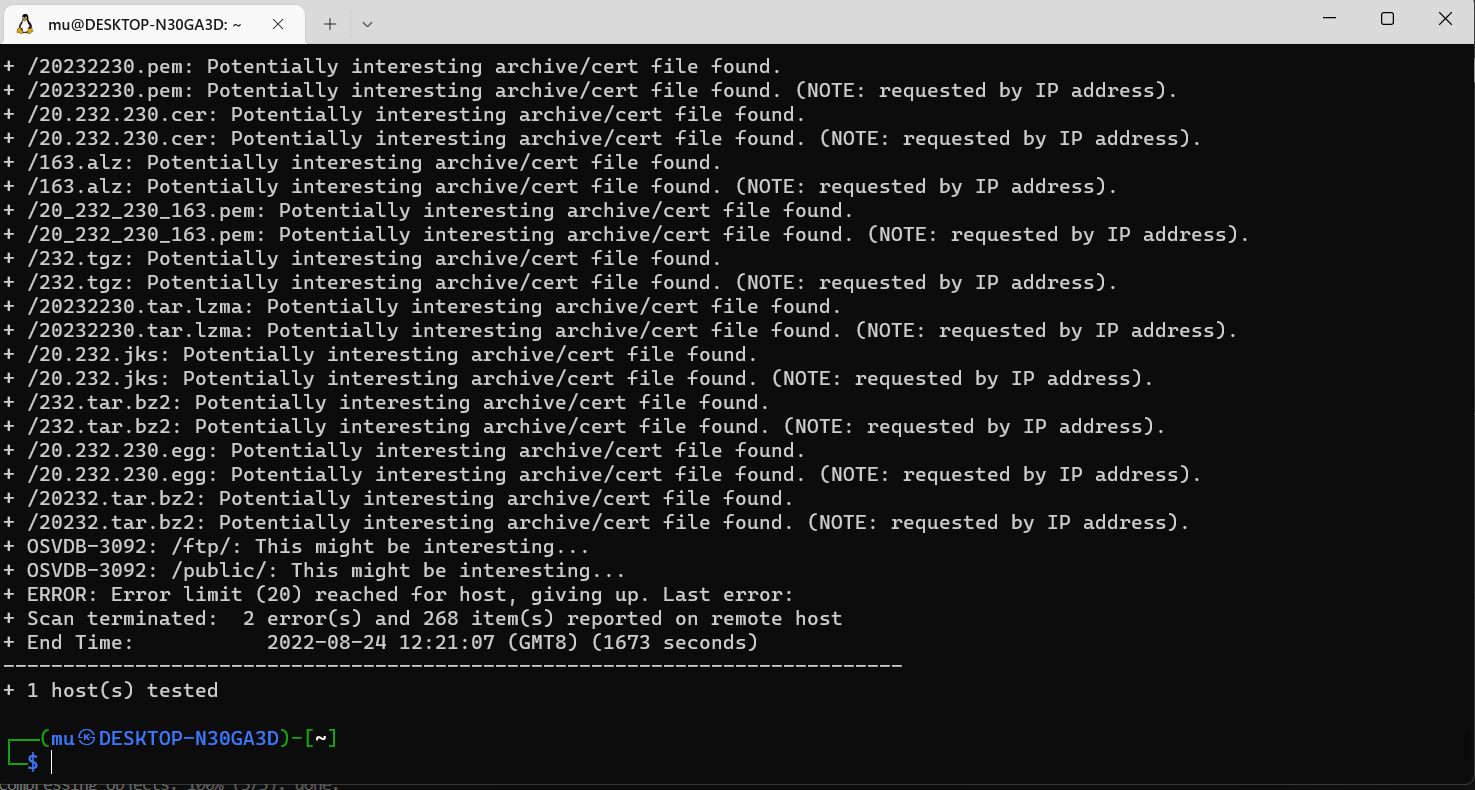 mu@DESKTOP-N30GA3D: ~
+ /20232230.pem: Potentially interesting archive/cert file found.
+ /20232230.pem: Potentially interesting archive/cert file found. (NOTE: requested by IP address).
+ /20.232.230.cer: Potentially interesting archive/cert file found.
+ /20.232.230.cer: Potentially interesting archive/cert file found. (NOTE: requested by IP address).
+ /163.alz: Potentially interesting archive/cert file found.
+ /163.alz: Potentially interesting archive/cert file found. (NOTE: requested by IP address).
+ /20_232_230_163.pem: Potentially interesting archive/cert file found.
+ /20_232_230_163.pem: Potentially interesting archive/cert file found. (NOTE: requested by IP address).
+ /232.tgz: Potentially interesting archive/cert file found.
+ /232.tgz: Potentially interesting archive/cert file found. (NOTE: requested by IP address).
+ /20232230.tar.lzma: Potentially interesting archive/cert file found.
+ /20232230.tar.lzma: Potentially interesting archive/cert file found. (NOTE: requested by IP address).
+ /20.232.jks: Potentially interesting archive/cert file found.
+ /20.232.jks: Potentially interesting archive/cert file found. (NOTE: requested by IP address).
+ /232.tar.bz2: Potentially interesting archive/cert file found.
+ /232.tar.bz2: Potentially interesting archive/cert file found. (NOTE: requested by IP address).
+ /20.232.230.egg: Potentially interesting archive/cert file found.
+ /20.232.230.egg: Potentially interesting archive/cert file found. (NOTE: requested by IP address).
+ /20232.tar.bz2: Potentially interesting archive/cert file found.
+ /20232.tar.bz2: Potentially interesting archive/cert file found. (NOTE: requested by IP address).
+ OSVDB-3092: /ftp/: This might be interesting...
+ OSVDB-3092: /public/: This might be interesting...
+ ERROR: Error limit (20) reached for host, giving up. Last error:
+ Scan terminated:  2 error(s) and 268 item(s) reported on remote host
+ End Time:           2022-08-24 12:21:07 (GMT8) (1673 seconds)
---------------------------------------------------------------------------
+ 1 host(s) tested
┌──(mu㉿DESKTOP-N30GA3D)-[~]
└─$